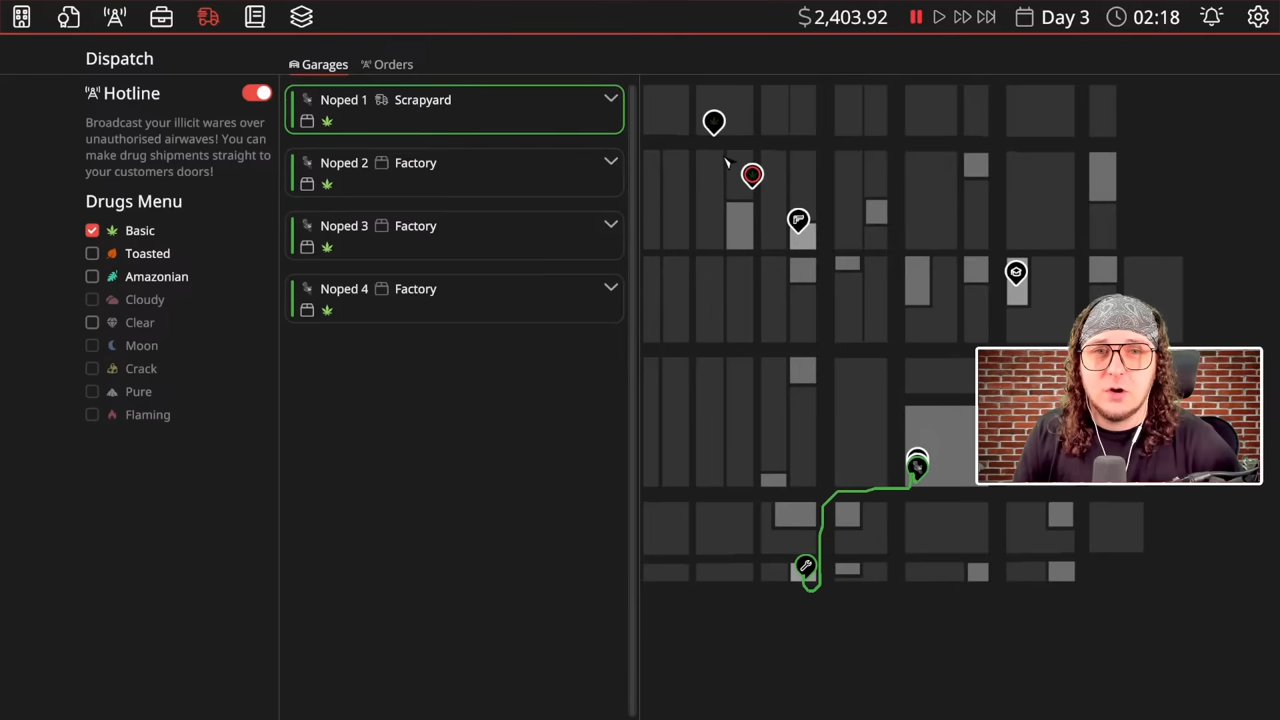 $2,403.92
Day 3
02:18
Dispatch
Garages
Orders
Hotline
Broadcast your illicit wares over
unauthorised airwaves! You can
make drug shipments straight to
your customers doors!
Drugs Menu
Basic
Toasted
Amazonian
Cloudy
Clear
Moon
Crack
Pure
Flaming
Noped 1 Scrapyard
Noped 2 Factory
Noped 3 Factory
Noped 4 Factory